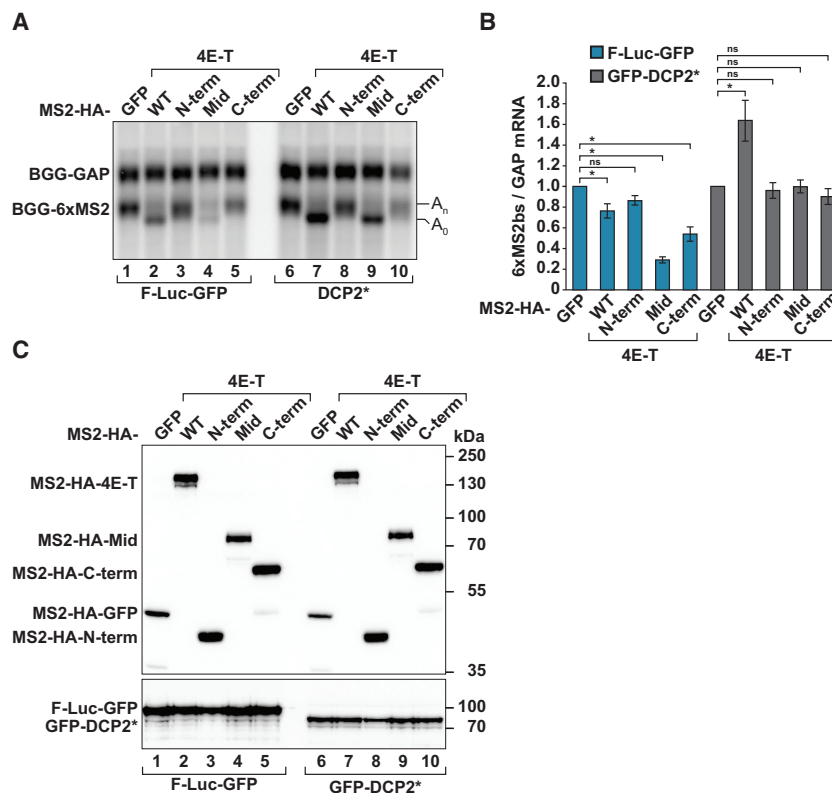 A
4E-T
MS2-HA- GFP WT N-term Mid C-term GFP WT N-term Mid C-term
BGG-GAP
BGG-6xMS2
An
A0
1 2 3 4 5 6 7 8 9 10
F-Luc-GFP DCP2*
4E-T
B
F-Luc-GFP
GFP-DCP2*
6xMS2bs / GAP mRNA
2.0
1.8
1.6
1.4
1.2
1.0
0.8
0.6
0.4
0.2
0
* ns * *
* ns ns ns
MS2-HA- GFP WT N-term Mid C-term GFP WT N-term Mid C-term
4E-T 4E-T
C
4E-T 4E-T
MS2-HA- GFP WT N-term Mid C-term GFP WT N-term Mid C-term
kDa
MS2-HA-4E-T
MS2-HA-Mid
MS2-HA-C-term
MS2-HA-GFP
MS2-HA-N-term
250
130
100
70
55
35
F-Luc-GFP
GFP-DCP2*
100
70
1 2 3 4 5 6 7 8 9 10
F-Luc-GFP GFP-DCP2*